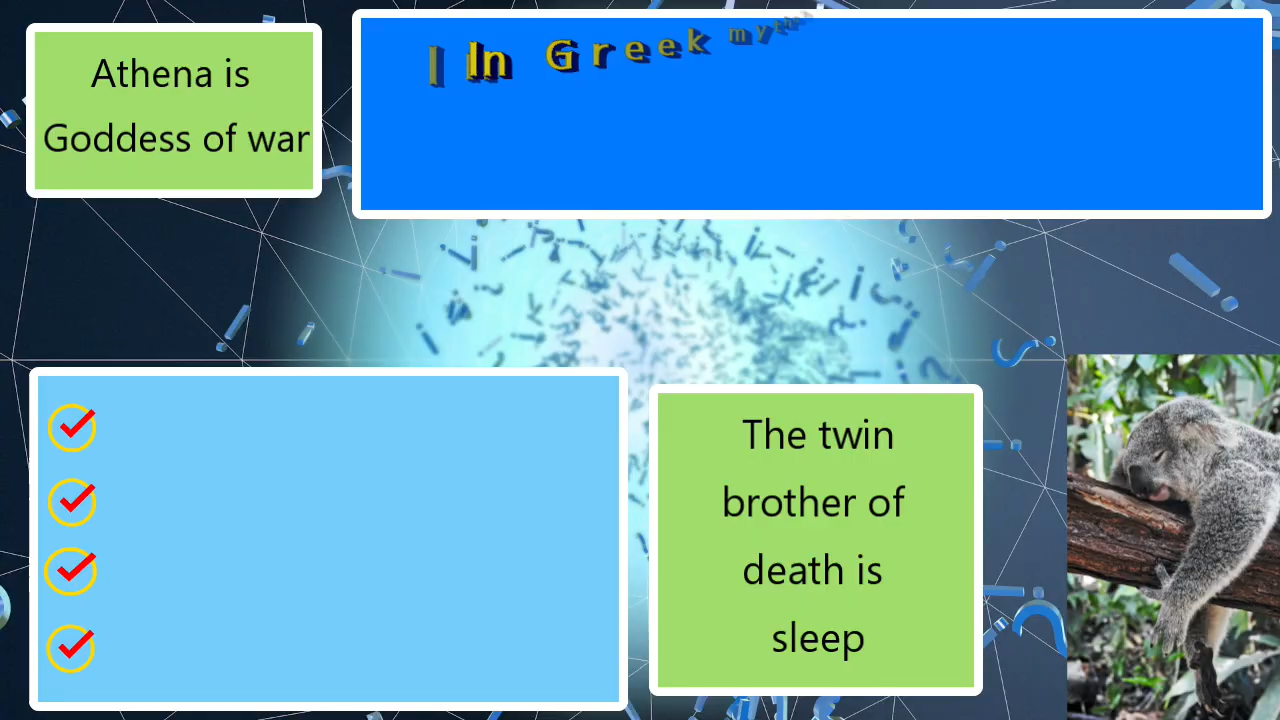 Athena is
Goddess of war
In Greek
The twin
brother of
death is
sleep